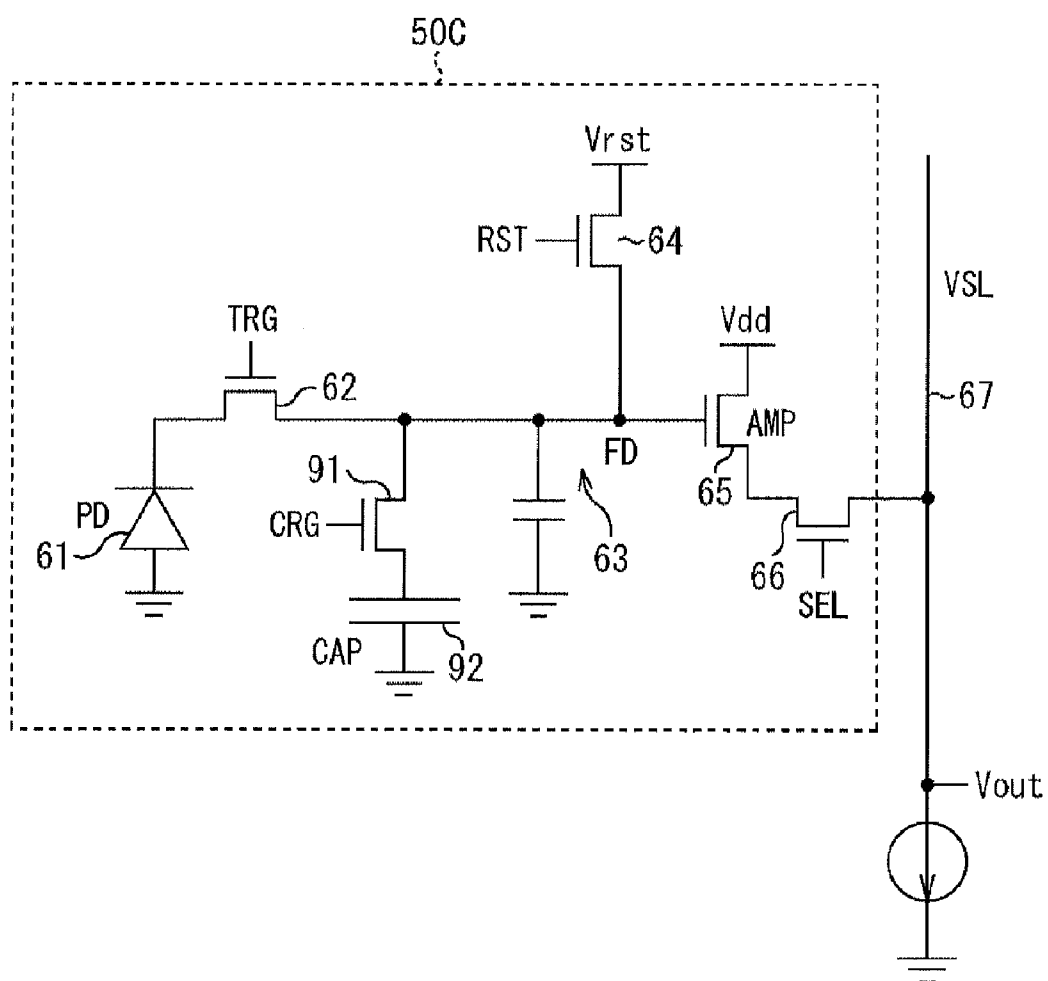 50C
Vrst
RST
64
VSL
TRG
Vdd
62
67
AMP
FD
65
91
PD
CRG
61
63
66
SEL
CAP
92
Vout